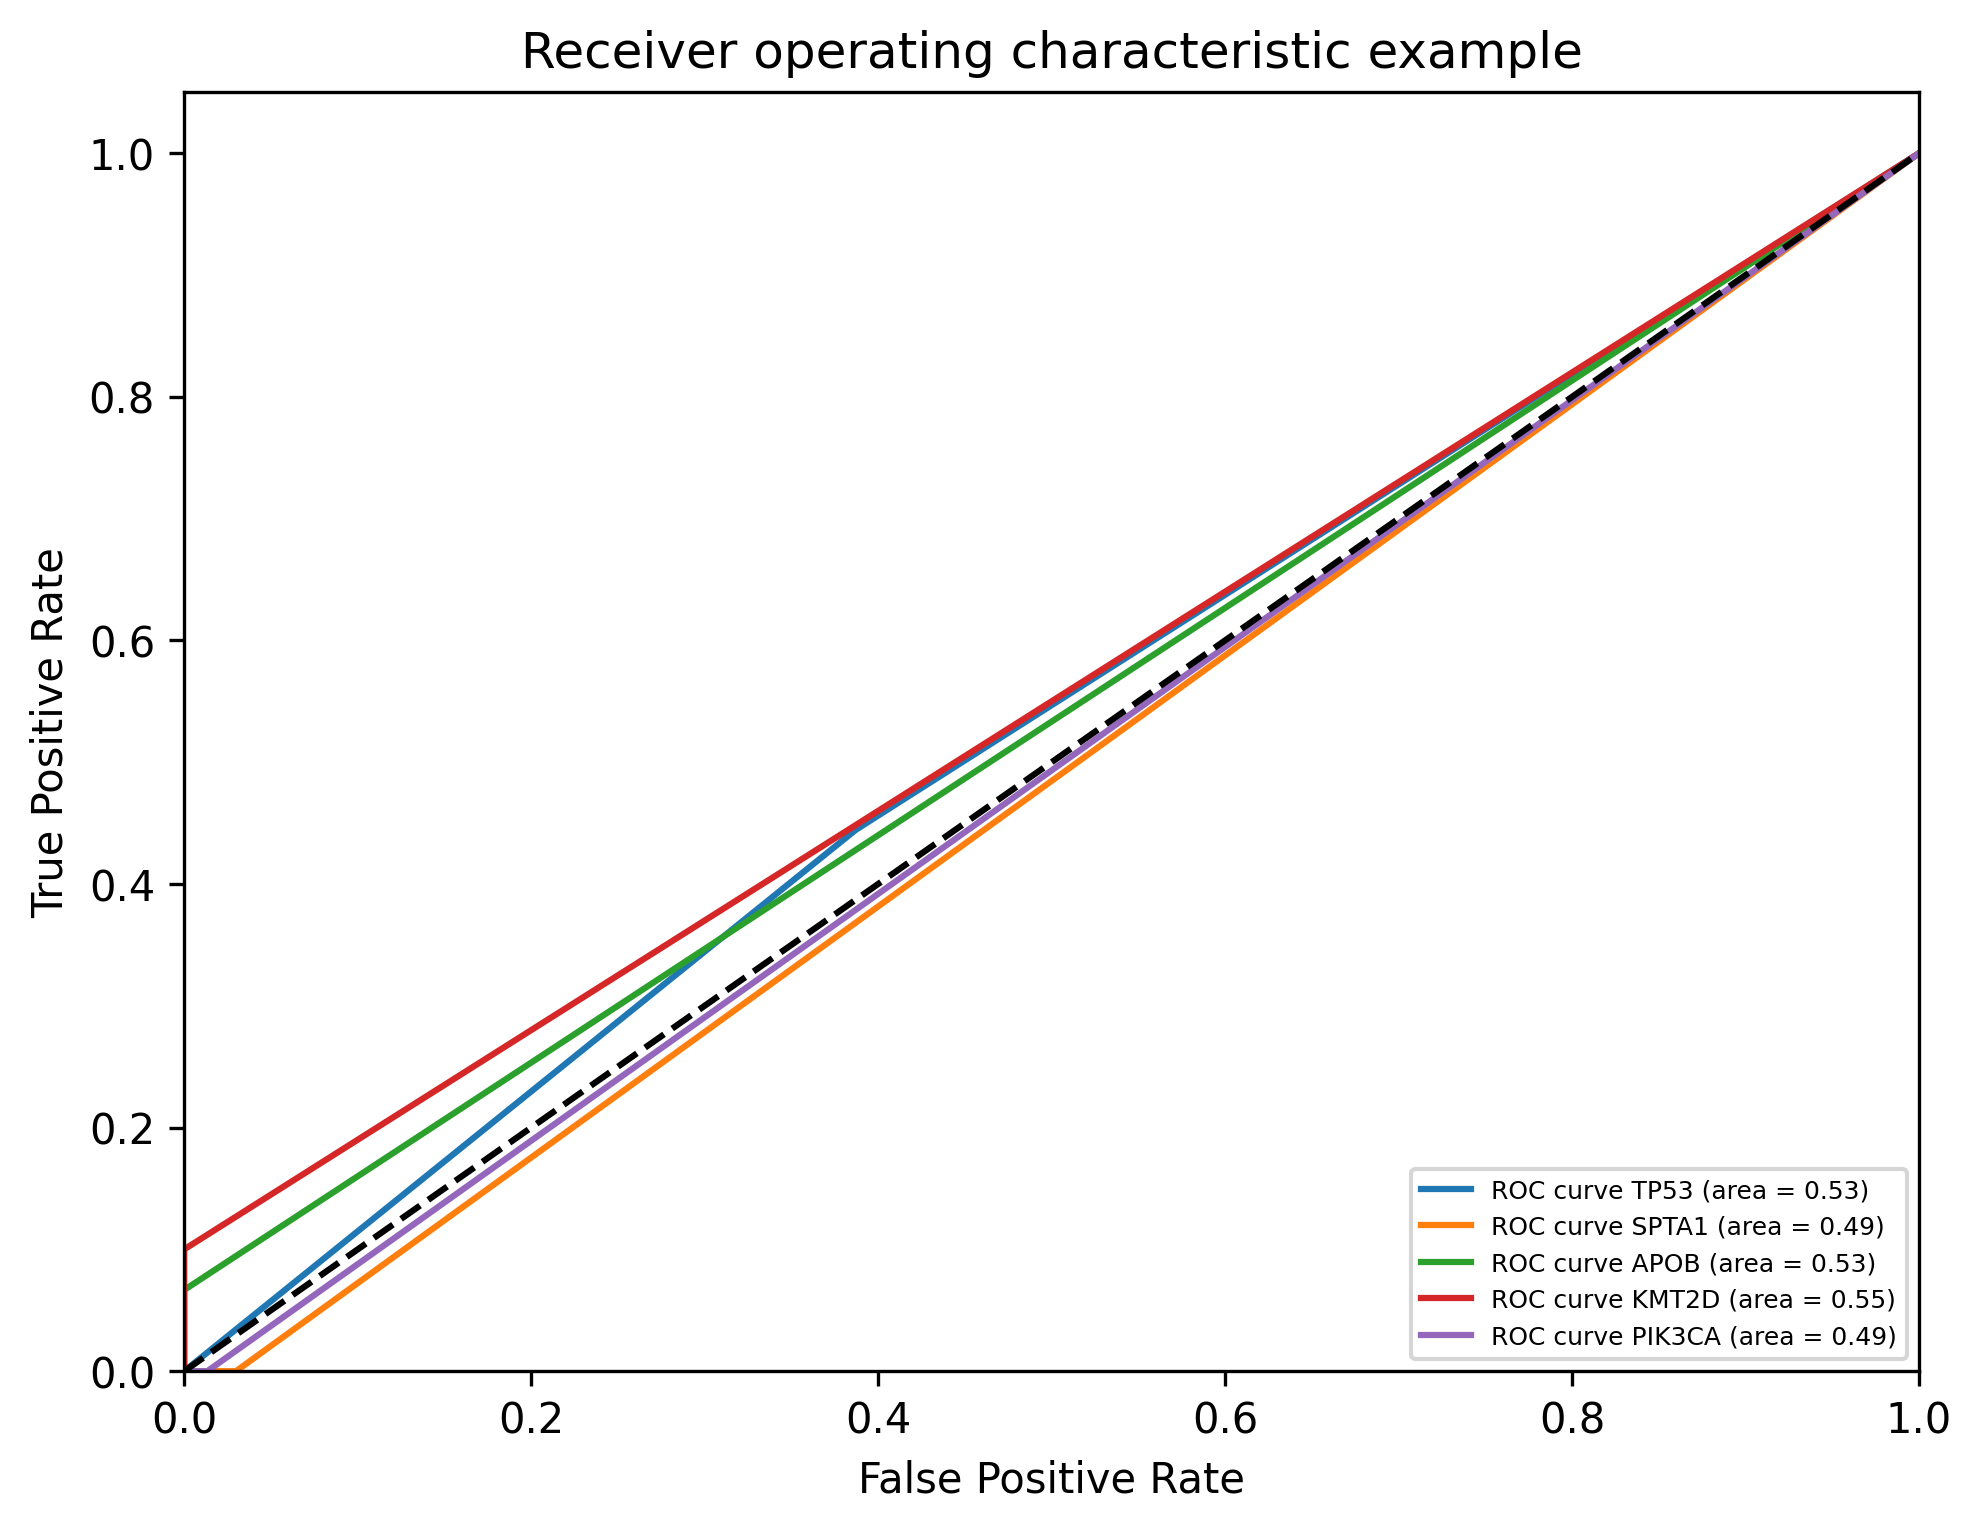 Receiver operating characteristic example
True Positive Rate
1.0
0.8
0.6
0.4
0.2
0.0
ROC curve TP53 (area = 0.53)
ROC curve SPTA1 (area = 0.49)
ROC curve APOB (area = 0.53)
ROC curve KMT2D (area = 0.55)
ROC curve PIK3CA (area = 0.49)
0.0 0.2 0.4 0.6 0.8 1.0
False Positive Rate